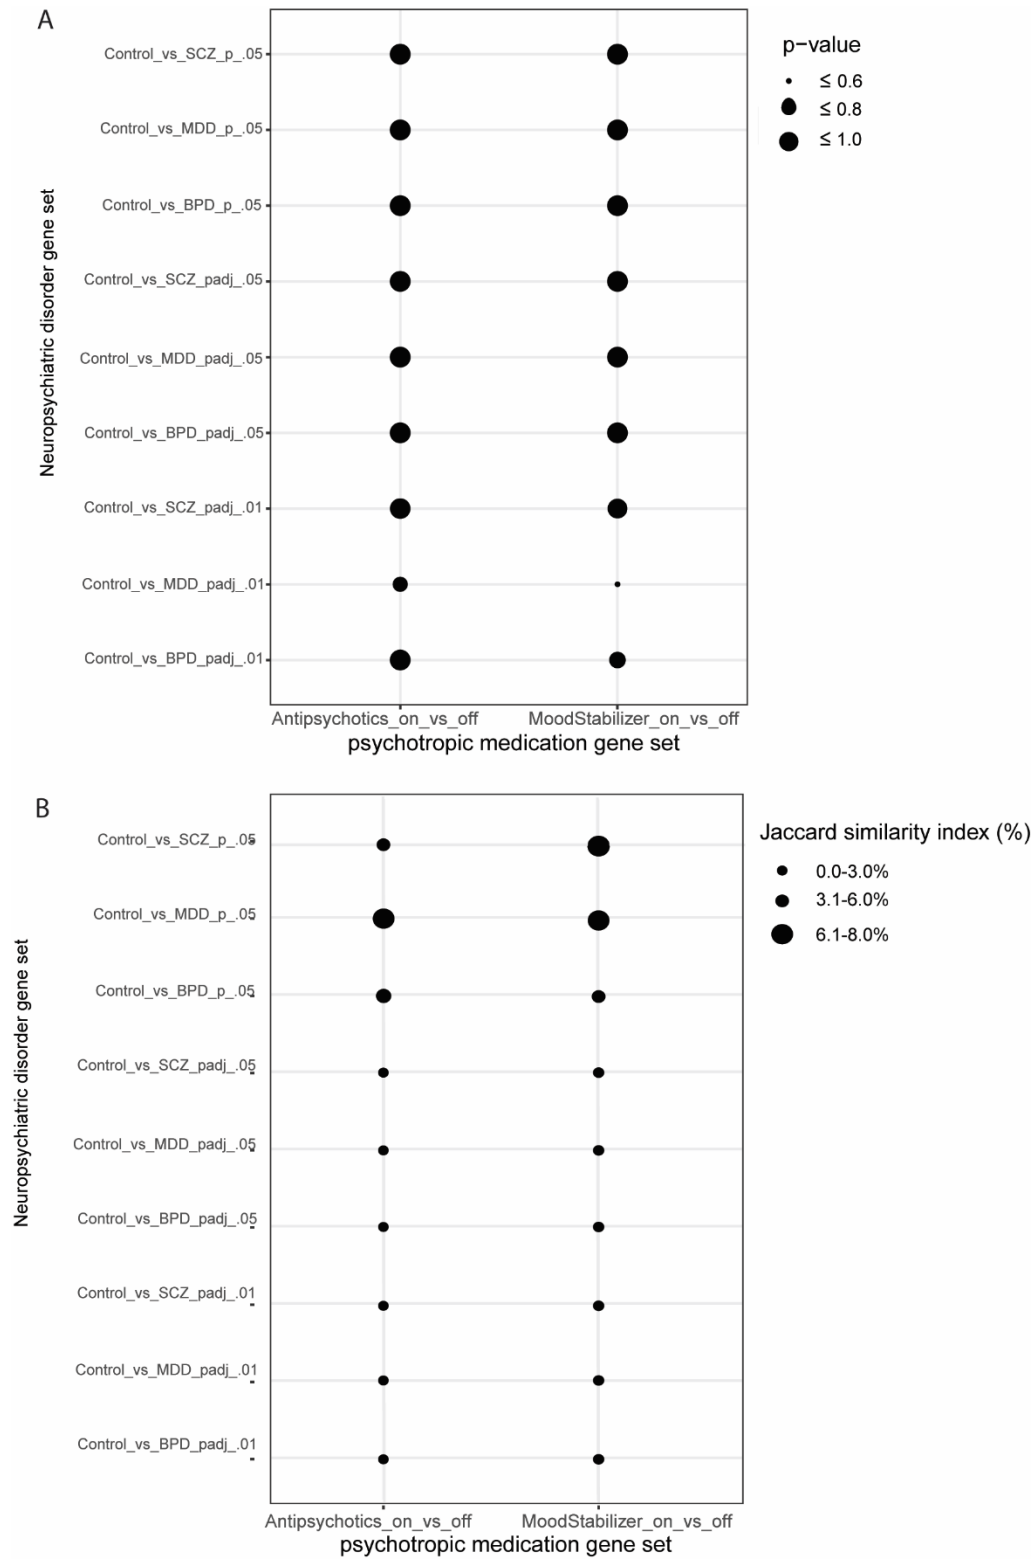 A
Control_vs_SCZ_p_.05
Control_vs_MDD_p_.05
Control_vs_BPD_p_.05
Control_vs_SCZ_padj_.05
Control_vs_MDD_padj_.05
Control_vs_BPD_padj_.05
Control_vs_SCZ_padj_.01
Control_vs_MDD_padj_.01
Control_vs_BPD_padj_.01
Neuropsychiatric disorder gene set
Antipsychotics_on_vs_off
MoodStabilizer_on_vs_off
psychotropic medication gene set
p-value
≤ 0.6
≤ 0.8
≤ 1.0
B
Control_vs_SCZ_p_.05
Control_vs_MDD_p_.05
Control_vs_BPD_p_.05
Control_vs_SCZ_padj_.05
Control_vs_MDD_padj_.05
Control_vs_BPD_padj_.05
Control_vs_SCZ_padj_.01
Control_vs_MDD_padj_.01
Control_vs_BPD_padj_.01
Neuropsychiatric disorder gene set
Antipsychotics_on_vs_off
MoodStabilizer_on_vs_off
psychotropic medication gene set
Jaccard similarity index (%)
0.0-3.0%
3.1-6.0%
6.1-8.0%